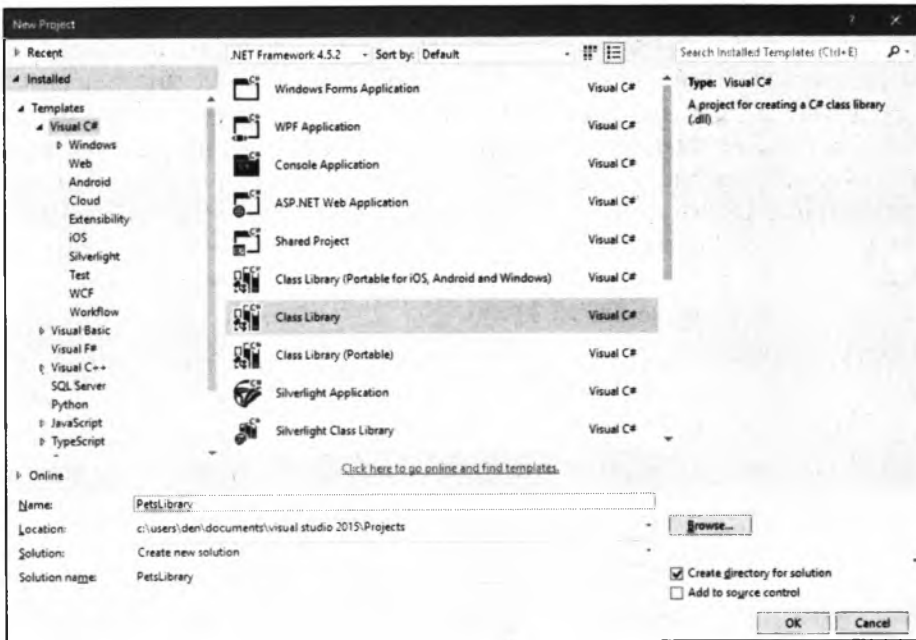 New Project
? ×
Recent
.NET Framework 4.5.2 Sort by: Default
Search Installed Templates (Ctrl+E)
Installed
Templates
Visual C#
Windows
Web
Android
Cloud
Extensibility
iOS
Silverlight
Test
WCF
Workflow
Visual Basic
Visual F#
Visual C++
SQL Server
Python
JavaScript
TypeScript
Online
Windows Forms Application Visual C#
WPF Application Visual C#
Console Application Visual C#
ASP.NET Web Application Visual C#
Shared Project Visual C#
Class Library (Portable for iOS, Android and Windows) Visual C#
Class Library Visual C#
Class Library (Portable) Visual C#
Silverlight Application Visual C#
Silverlight Class Library Visual C#
Click here to go online and find templates.
Type: Visual C#
A project for creating a C# class library
(.dll)
Name: PetsLibrary
Location: c:\users\den\documents\visual studio 2015\Projects
Browse...
Solution: Create new solution
Solution name: PetsLibrary
Create directory for solution
Add to source control
OK Cancel